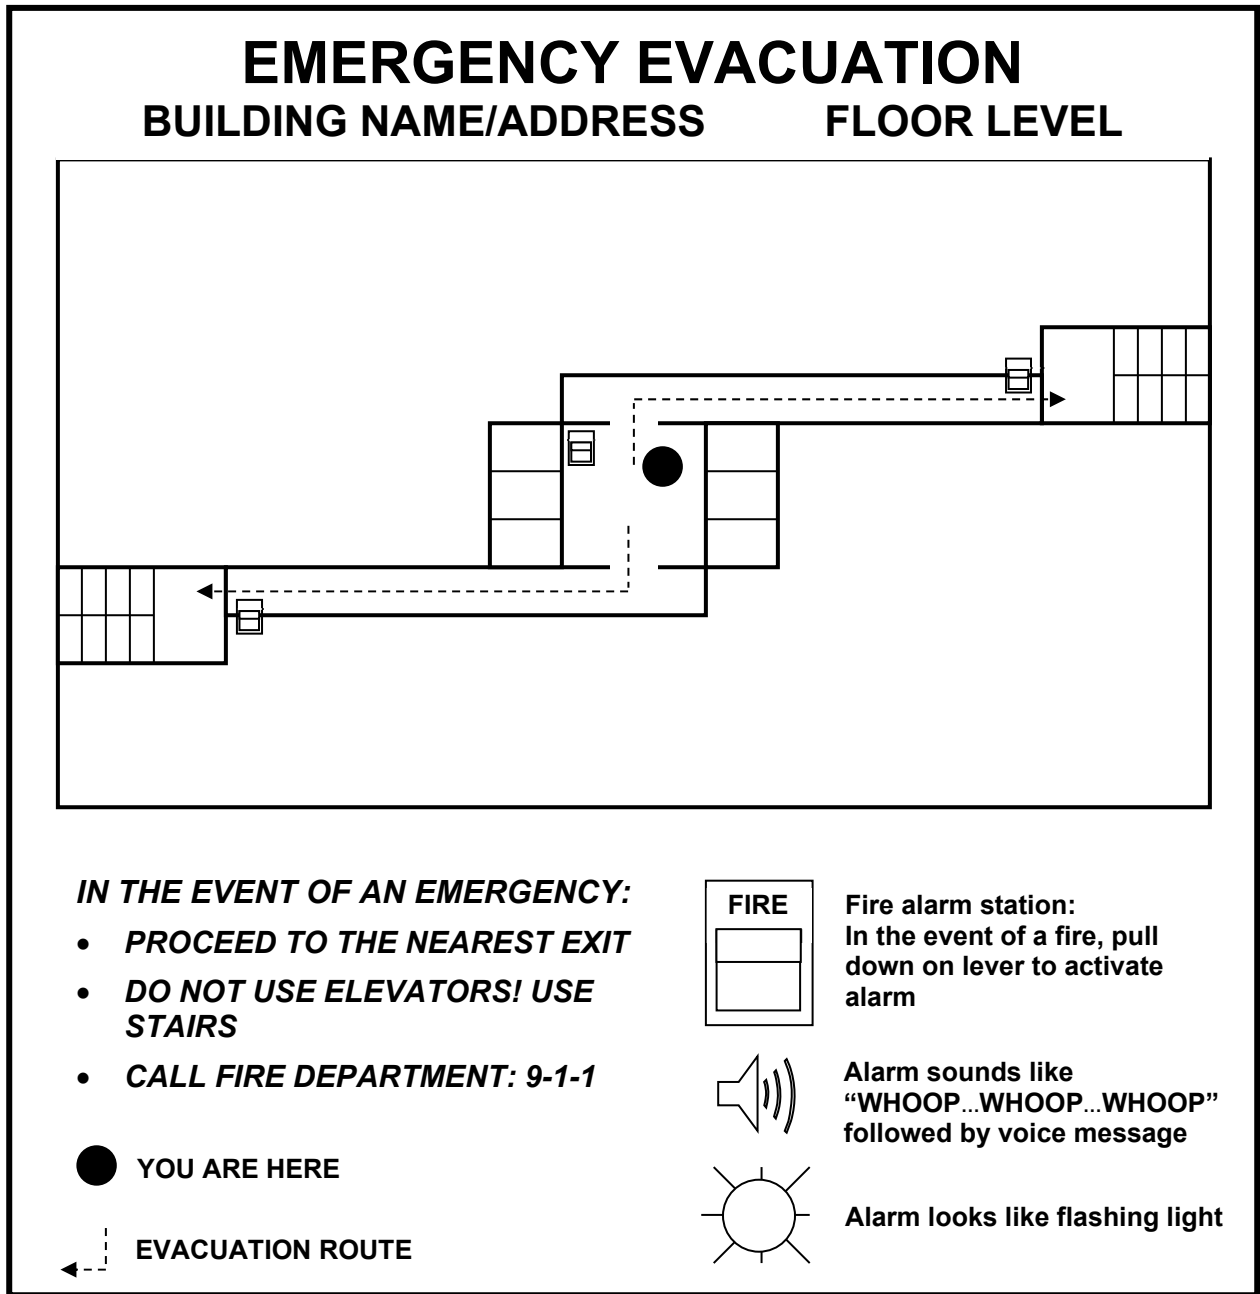 EMERGENCY EVACUATION
BUILDING NAME/ADDRESS FLOOR LEVEL
IN THE EVENT OF AN EMERGENCY:
• PROCEED TO THE NEAREST EXIT
• DO NOT USE ELEVATORS! USE
STAIRS
• CALL FIRE DEPARTMENT: 9-1-1
YOU ARE HERE
EVACUATION ROUTE
FIRE
Fire alarm station:
In the event of a fire, pull
down on lever to activate
alarm
Alarm sounds like
“WHOOP...WHOOP...WHOOP”
followed by voice message
Alarm looks like flashing light